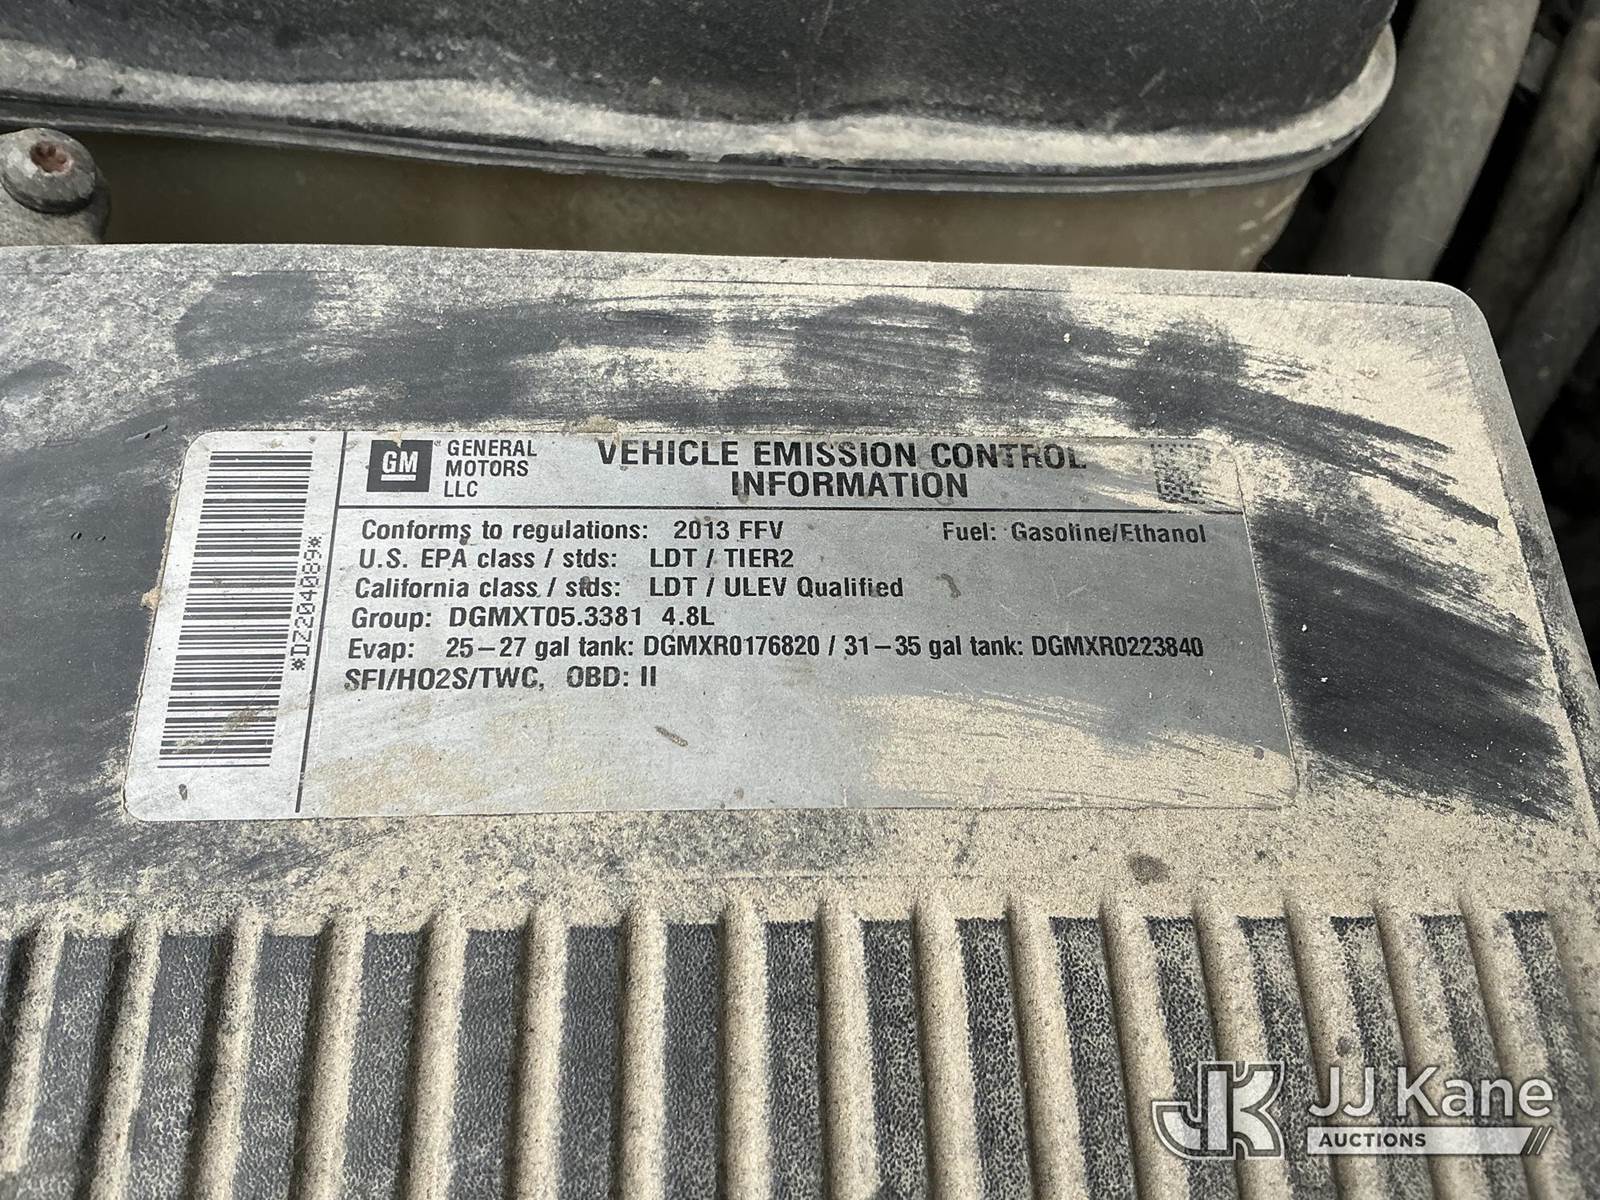 GM GENERAL MOTORS LLC
VEHICLE EMISSION CONTROL
INFORMATION
Conforms to regulations: 2013 FFV Fuel: Gasoline/Ethanol
U.S. EPA class / stds: LDT / TIER2
California class / stds: LDT / ULEV Qualified
Group: DGMXT05.3381 4.8L
Evap: 25-27 gal tank: DGMXR0176820 / 31-35 gal tank: DGMXR0223840
SFI/HO2S/TWC, OBD: II
*DZ204089*
JK JJ Kane
AUCTIONS